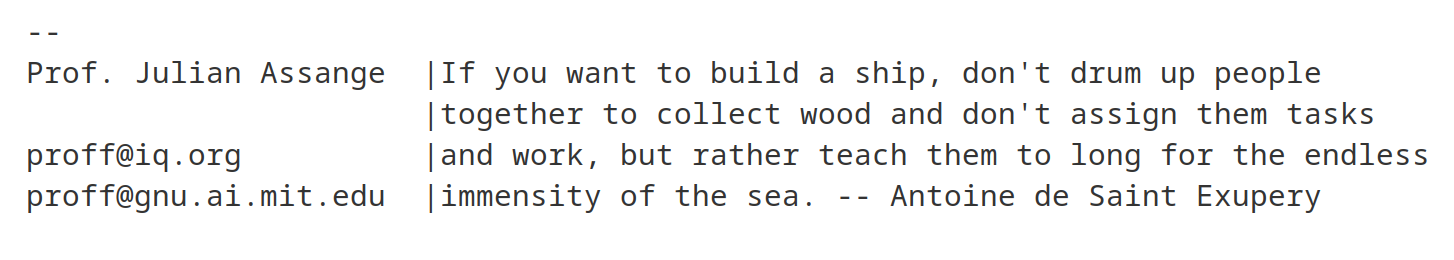 --
Prof. Julian Assange  |If you want to build a ship, don't drum up people
                      |together to collect wood and don't assign them tasks
proff@iq.org          |and work, but rather teach them to long for the endless
proff@gnu.ai.mit.edu  |immensity of the sea. -- Antoine de Saint Exupery